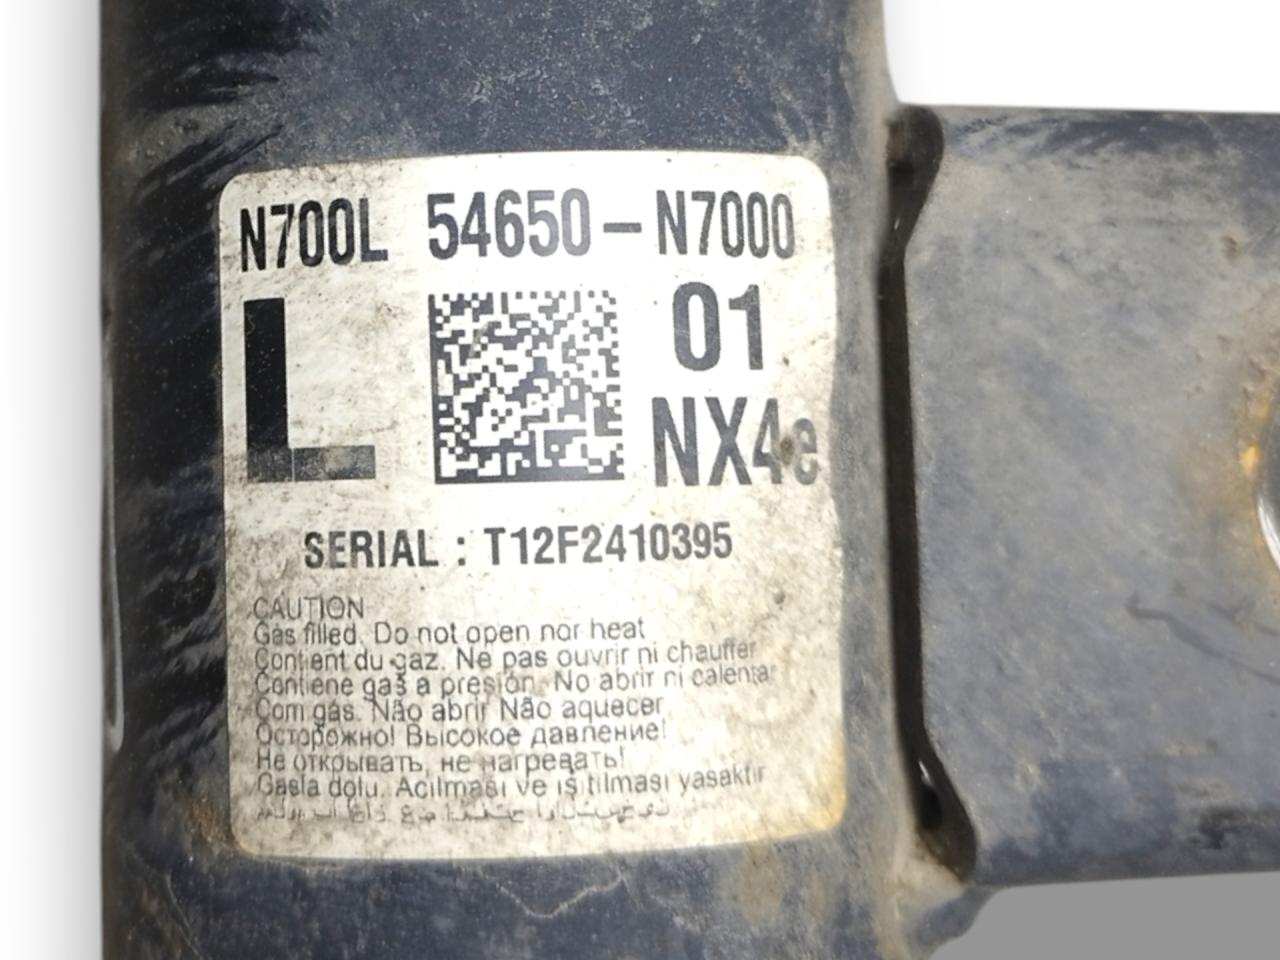 N700L 54650-N7000
L 01
NX4e
SERIAL : T12F2410395
CAUTION
Gas filled. Do not open nor heat
Contient du gaz. Ne pas ouvrir ni chauffer
Contiene gas a presión. No abrir ni calentar
Com gás. Não abrir Não aquecer
Осторожно! Высокое давление!
Не открывать, не нагревать!
Gasla dolu. Açılması ve ısıtılması yasaktır